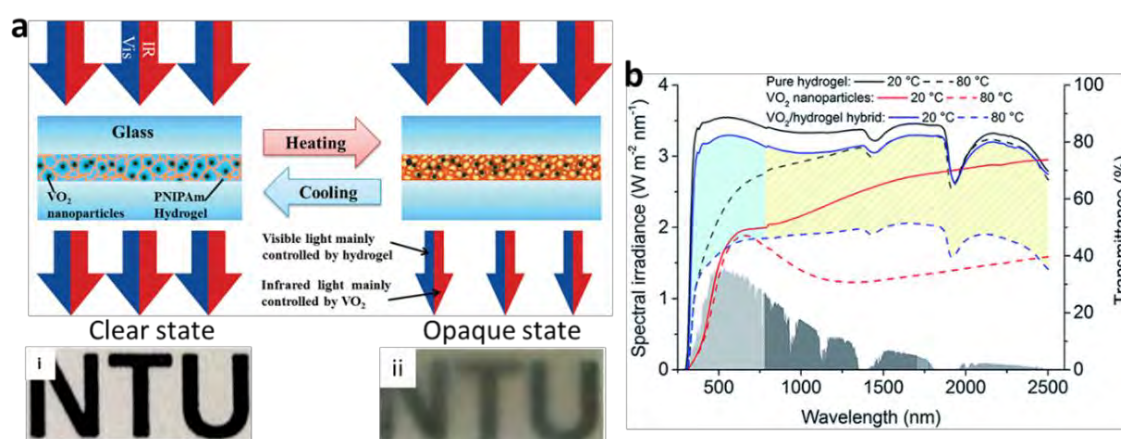 a
Vis
IR
Glass
VO2
nanoparticles
PNIPAm
Hydrogel
Heating
Cooling
Visible light mainly
controlled by hydrogel
Infrared light mainly
controlled by VO2
Clear state
Opaque state
i
NTU
ii
NTU
b
Pure hydrogel: 20 °C 80 °C
VO2 nanoparticles: 20 °C 80 °C
VO2/hydrogel hybrid: 20 °C 80 °C
Spectral irradiance (W m-2 nm-1)
4
3
2
1
0
100
80
60
40
20
0
Transmittance (%)
500
1000
1500
2000
2500
Wavelength (nm)